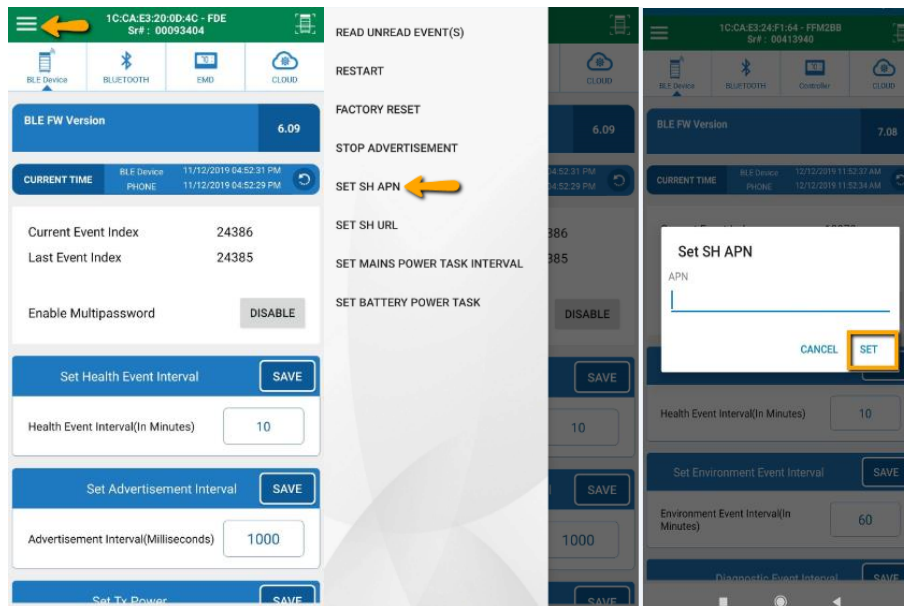 1C:CA:E3:20:0D:4C - FDE
Sr# : 00093404
BLE Device
BLUETOOTH
EMD
CLOUD
BLE FW Version
6.09
CURRENT TIME
BLE Device 11/12/2019 04:52:31 PM
PHONE 11/12/2019 04:52:29 PM
Current Event Index 24386
Last Event Index 24385
Enable Multipassword DISABLE
Set Health Event Interval SAVE
Health Event Interval(In Minutes) 10
Set Advertisement Interval SAVE
Advertisement Interval(Milliseconds) 1000
Set Tx Power SAVE
READ UNREAD EVENT(S)
RESTART
FACTORY RESET
STOP ADVERTISEMENT
SET SH APN
SET SH URL
SET MAINS POWER TASK INTERVAL
SET BATTERY POWER TASK
CLOUD
6.09
04:52:31 PM
04:52:29 PM
386
385
DISABLE
SAVE
10
SAVE
1000
SAVE
1C:CA:E3:24:F1:64 - FFM2BB
Sr# : 00413940
BLE Device
BLUETOOTH
Controller
CLOUD
BLE FW Version
7.08
CURRENT TIME
BLE Device 12/12/2019 11:52:37 AM
PHONE 12/12/2019 11:52:34 AM
Set SH APN
APN
CANCEL SET
Health Event Interval(In Minutes) 10
Set Environment Event Interval SAVE
Environment Event Interval(In
Minutes) 60
Diagnostic Event Interval SAVE